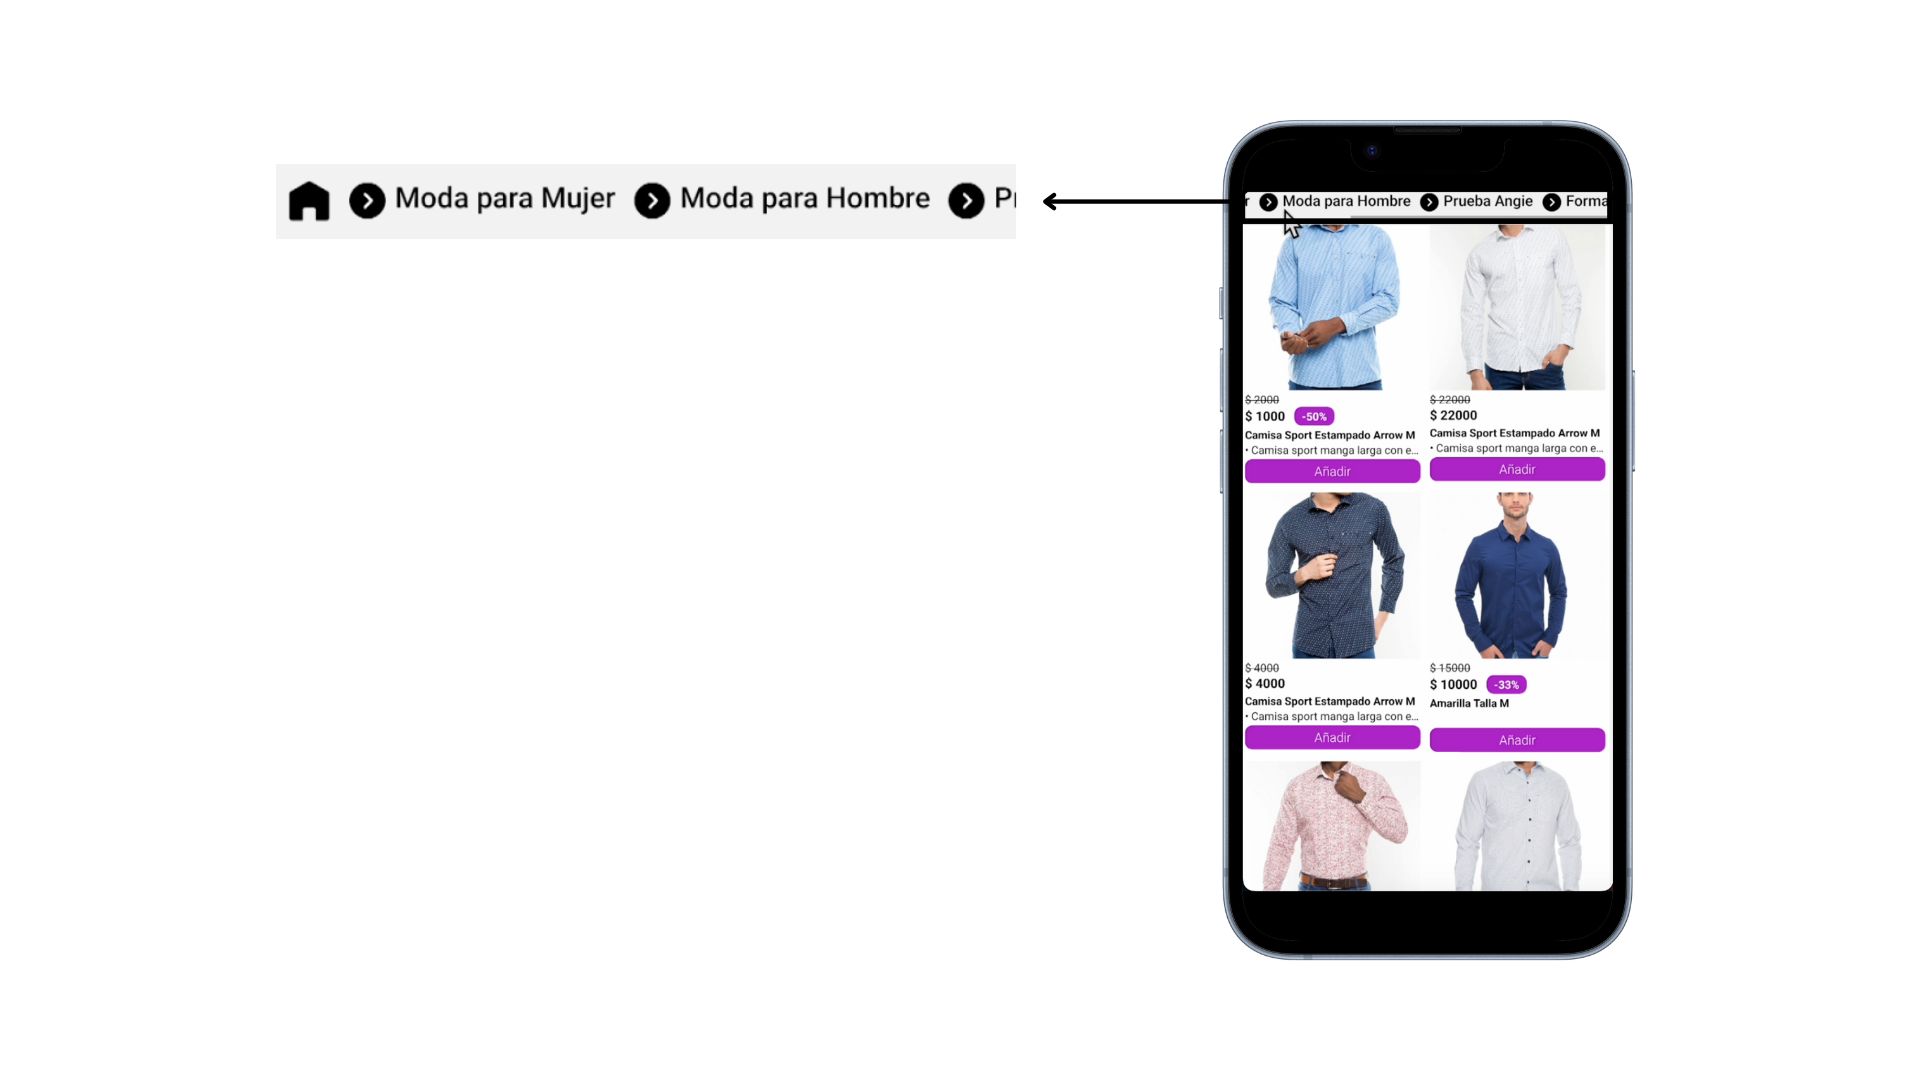 Moda para Mujer Moda para Hombre
Moda para Hombre Prueba Angie
$ 2000
$ 1000 -50%
Camisa Sport Estampado Arrow M
• Camisa sport manga larga con e...
Añadir
$ 22000
$ 22000
Camisa Sport Estampado Arrow M
• Camisa sport manga larga con e...
Añadir
$ 4000
$ 4000
Camisa Sport Estampado Arrow M
• Camisa sport manga larga con e...
Añadir
$ 15000
$ 10000 -33%
Amarilla Talla M
Añadir